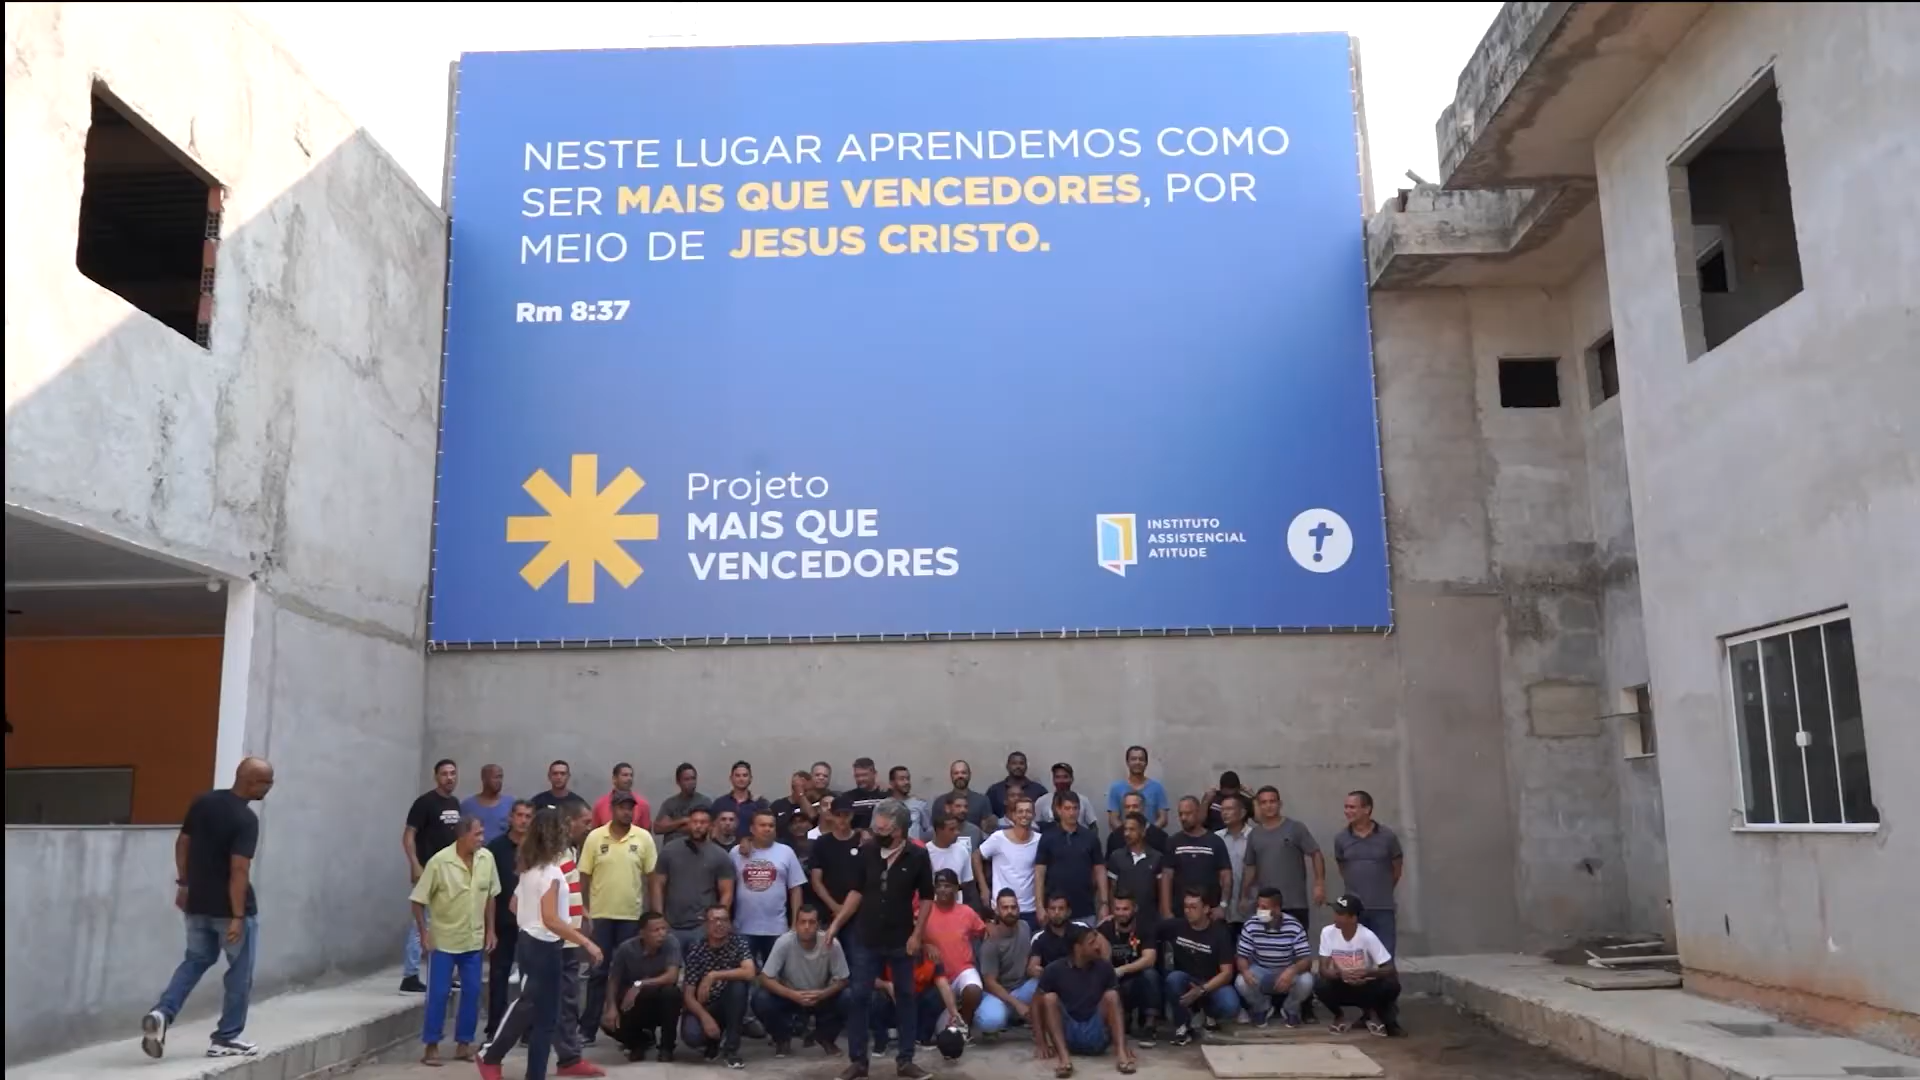 NESTE LUGAR APRENDEMOS COMO
SER MAIS QUE VENCEDORES, POR
MEIO DE JESUS CRISTO.
Rm 8:37
Projeto
MAIS QUE
VENCEDORES
INSTITUTO
ASSISTENCIAL
ATITUDE